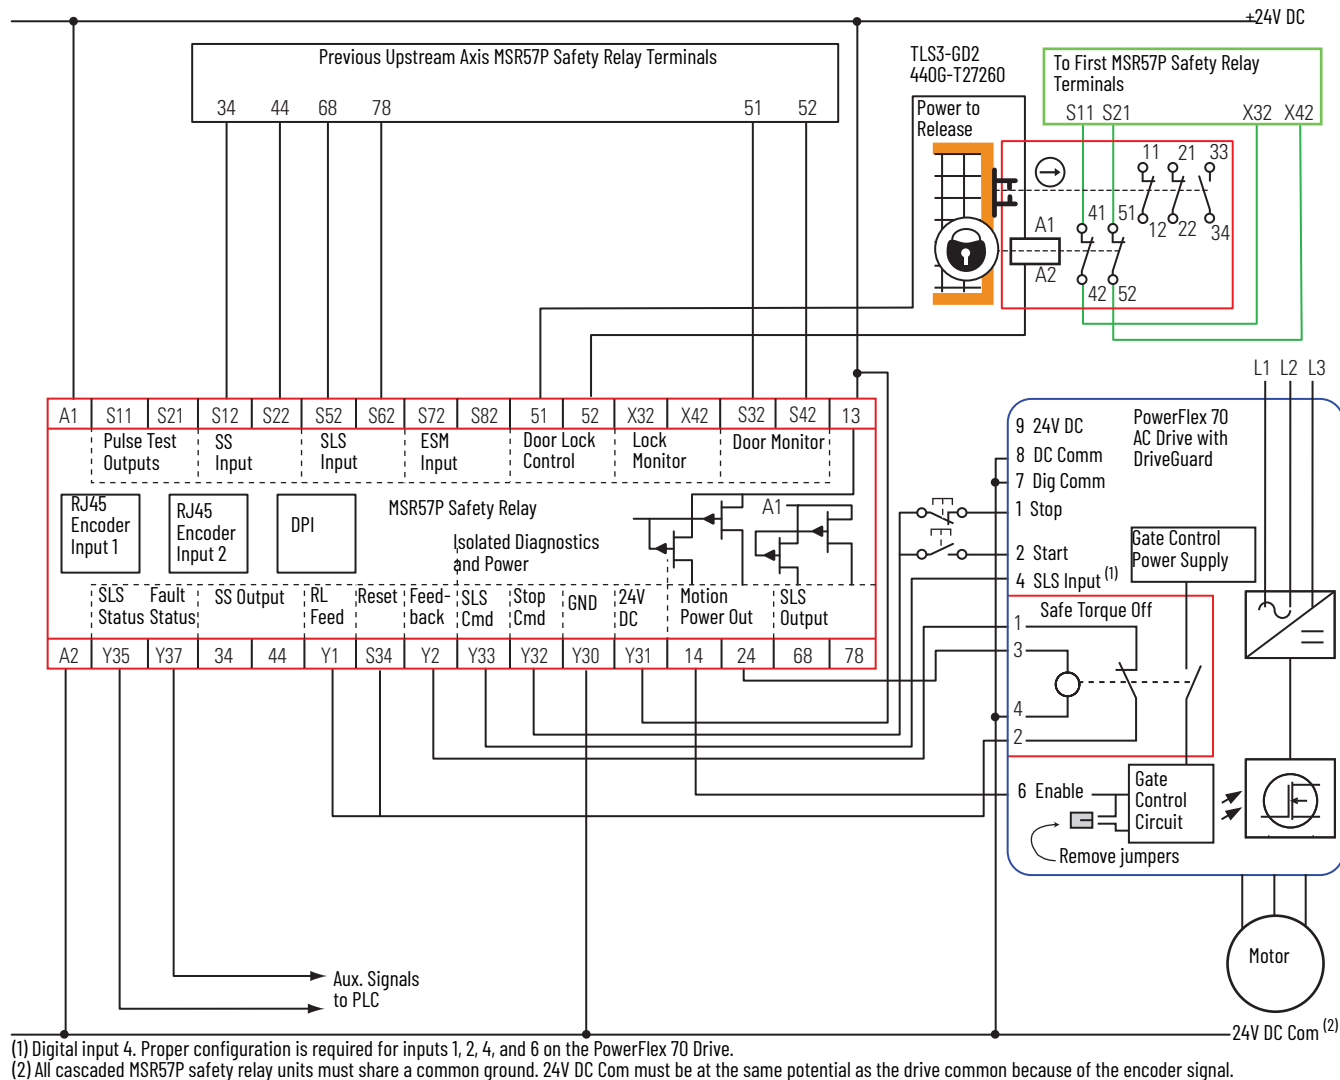 +24V DC
Previous Upstream Axis MSR57P Safety Relay Terminals
34 44 68 78 51 52
TLS3-GD2
440G-T27260
Power to
Release
To First MSR57P Safety Relay
Terminals
S11 S21 X32 X42
11 21 33
41 51 12 22 34
A1
A2
42 52
L1 L2 L3
A1 S11 S21 S12 S22 S52 S62 S72 S82 51 52 X32 X42 S32 S42 13
Pulse Test
Outputs
SS
Input
SLS
Input
ESM
Input
Door Lock
Control
Lock
Monitor
Door Monitor
RJ45
Encoder
Input 1
RJ45
Encoder
Input 2
DPI
MSR57P Safety Relay
Isolated Diagnostics
and Power
A1
SLS
Status
Fault
Status
SS Output
RL
Feed
Reset
Feed-
back
SLS
Cmd
Stop
Cmd
GND
24V
DC
Motion
Power Out
SLS
Output
A2 Y35 Y37 34 44 Y1 S34 Y2 Y33 Y32 Y30 Y31 14 24 68 78
9 24V DC
8 DC Comm
7 Dig Comm
1 Stop
2 Start
4 SLS Input (1)
PowerFlex 70
AC Drive with
DriveGuard
Gate Control
Power Supply
Safe Torque Off
1
3
4
2
6 Enable
Gate
Control
Circuit
Remove jumpers
Motor
Aux. Signals
to PLC
24V DC Com (2)
(1) Digital input 4. Proper configuration is required for inputs 1, 2, 4, and 6 on the PowerFlex 70 Drive.
(2) All cascaded MSR57P safety relay units must share a common ground. 24V DC Com must be at the same potential as the drive common because of the encoder signal.